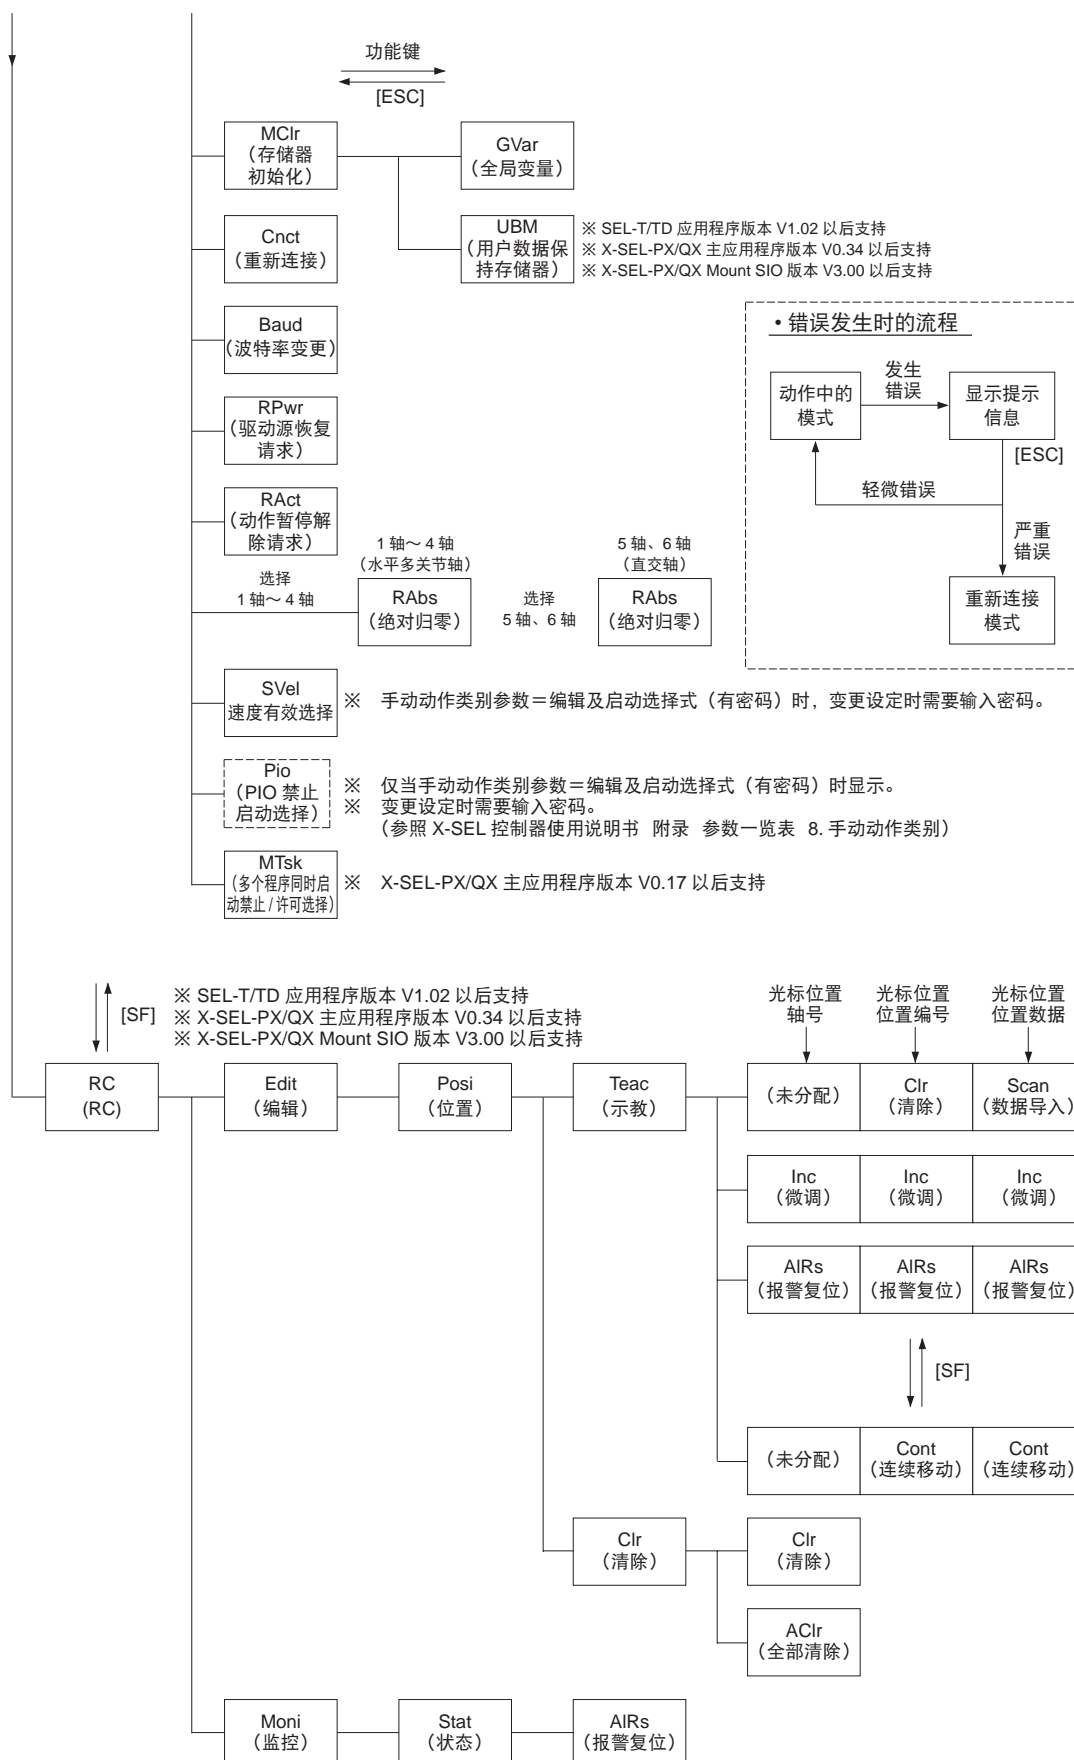 功能键
[ESC]
MClr
（存储器
初始化）
GVar
（全局变量）
Cnct
（重新连接）
UBM
（用户数据保
持存储器）
※ SEL-T/TD 应用程序版本 V1.02 以后支持
※ X-SEL-PX/QX 主应用程序版本 V0.34 以后支持
※ X-SEL-PX/QX Mount SIO 版本 V3.00 以后支持
Baud
（波特率变更）
• 错误发生时的流程
动作中的
模式
发生
错误
显示提示
信息
[ESC]
轻微错误
严重
错误
重新连接
模式
RPwr
（驱动源恢复
请求）
RAct
（动作暂停解
除请求）
选择
1 轴～ 4 轴
1 轴～ 4 轴
（水平多关节轴）
RAbs
（绝对归零）
选择
5 轴、6 轴
5 轴、6 轴
（直交轴）
RAbs
（绝对归零）
SVel
速度有效选择
※ 手动动作类别参数＝编辑及启动选择式（有密码）时，变更设定时需要输入密码。
Pio
（PIO 禁止
启动选择）
※ 仅当手动动作类别参数＝编辑及启动选择式（有密码）时显示。
※ 变更设定时需要输入密码。
（参照 X-SEL 控制器使用说明书 附录 参数一览表 8. 手动动作类别）
MTsk
（多个程序同时启
动禁止 / 许可选择）
※ X-SEL-PX/QX 主应用程序版本 V0.17 以后支持
[SF]
※ SEL-T/TD 应用程序版本 V1.02 以后支持
※ X-SEL-PX/QX 主应用程序版本 V0.34 以后支持
※ X-SEL-PX/QX Mount SIO 版本 V3.00 以后支持
光标位置
轴号
光标位置
位置编号
光标位置
位置数据
RC
(RC)
Edit
（编辑）
Posi
（位置）
Teac
（示教）
（未分配）
Clr
（清除）
Scan
（数据导入）
Inc
（微调）
Inc
（微调）
Inc
（微调）
AlRs
（报警复位）
AlRs
（报警复位）
AlRs
（报警复位）
[SF]
（未分配）
Cont
（连续移动）
Cont
（连续移动）
Clr
（清除）
Clr
（清除）
AClr
（全部清除）
Moni
（监控）
Stat
（状态）
AlRs
（报警复位）